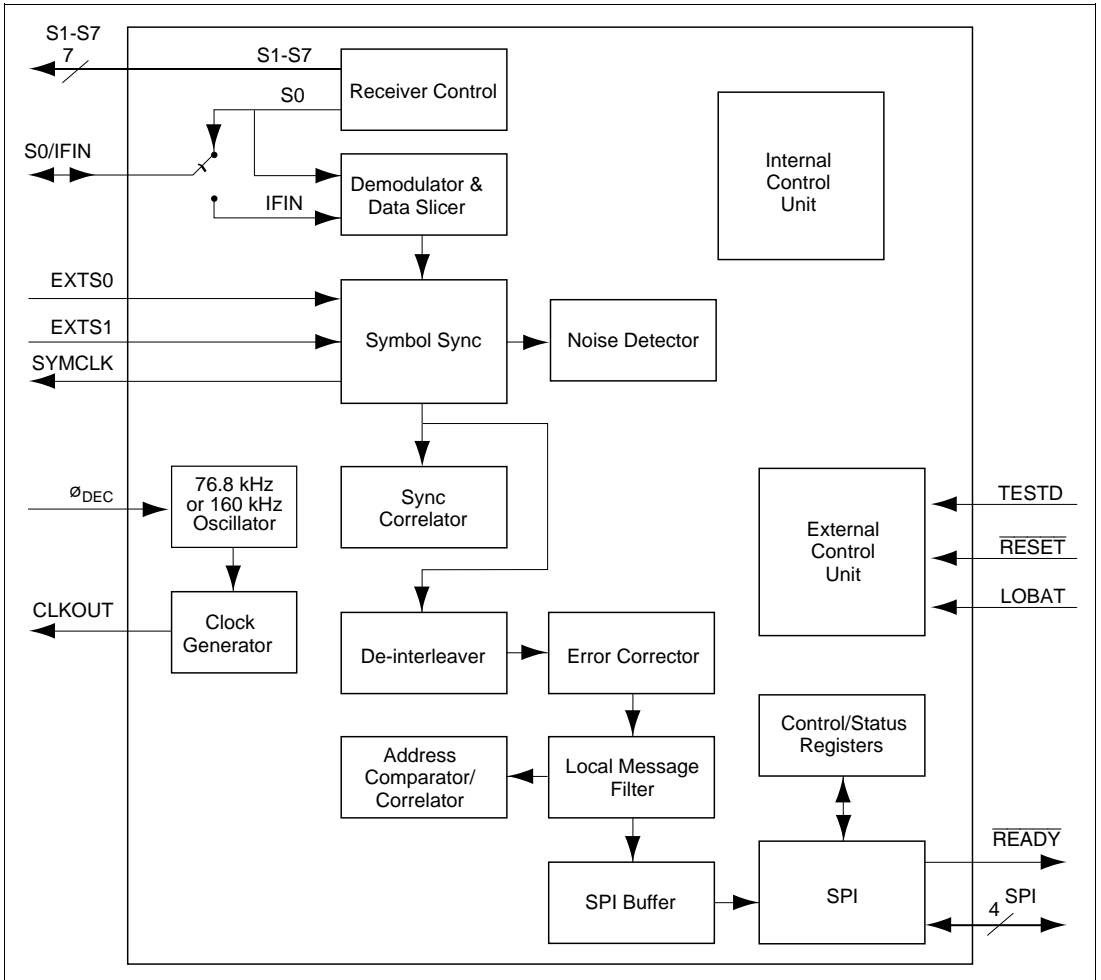 S1-S7
7
S1-S7
Receiver Control
S0
S0/IFIN
Demodulator &
Data Slicer
IFIN
Internal
Control
Unit
EXTS0
EXTS1
SYMCLK
Symbol Sync
Noise Detector
øDEC
76.8 kHz
or 160 kHz
Oscillator
Sync
Correlator
External
Control
Unit
TESTD
RESET
LOBAT
CLKOUT
Clock
Generator
De-interleaver
Error Corrector
Control/Status
Registers
Address
Comparator/
Correlator
Local Message
Filter
SPI Buffer
SPI
READY
4
SPI